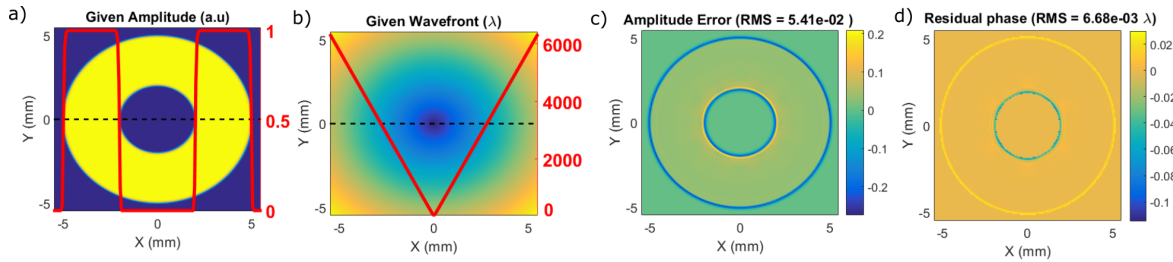 a)
Given Amplitude (a.u)
5
0
-5
Y (mm)
-5
0
5
X (mm)
1
0.5
0
b)
Given Wavefront (λ)
5
0
-5
Y (mm)
-5
0
5
X (mm)
6000
4000
2000
0
c)
Amplitude Error (RMS = 5.41e-02 )
5
0
-5
Y (mm)
-5
0
5
X (mm)
0.2
0.1
0
-0.1
-0.2
d)
Residual phase (RMS = 6.68e-03 λ)
5
0
-5
Y (mm)
-5
0
5
X (mm)
0.02
0
-0.02
-0.04
-0.06
-0.08
-0.1